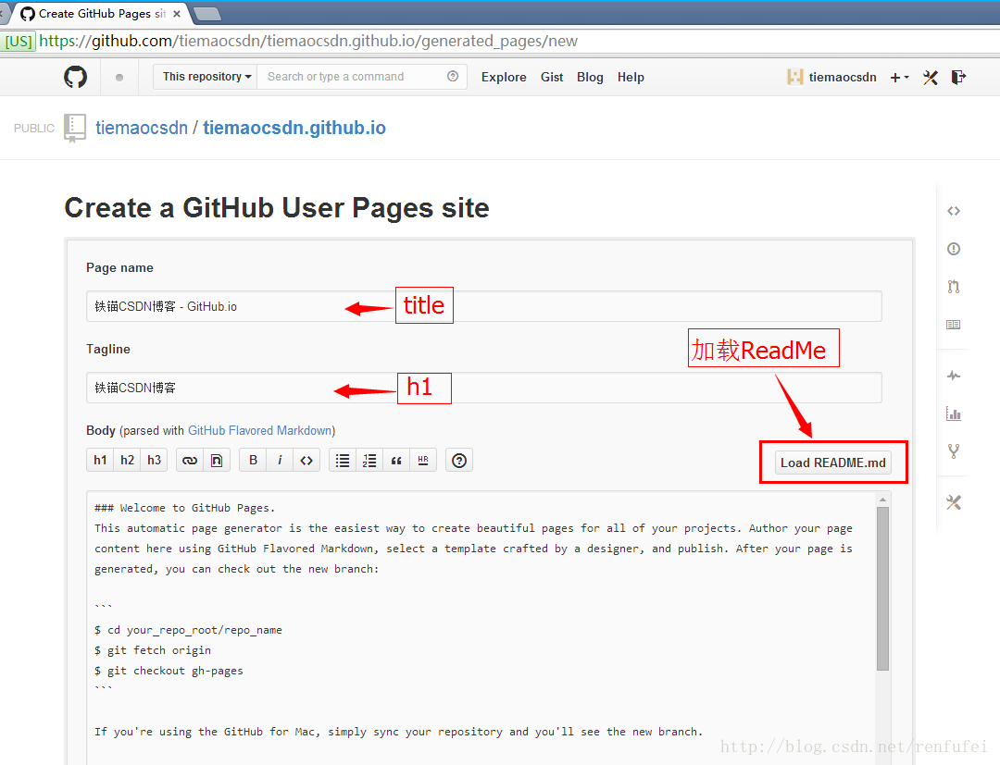 Create GitHub Pages sit
[US] https://github.com/tiemaocsdn/tiemaocsdn.github.io/generated_pages/new
This repository Search or type a command Explore Gist Blog Help tiemaocsdn
PUBLIC tiemaocsdn / tiemaocsdn.github.io
Create a GitHub User Pages site
Page name
铁锚CSDN博客 - GitHub.io
title
加载ReadMe
Tagline
铁锚CSDN博客
h1
Body (parsed with GitHub Flavored Markdown)
h1 h2 h3 B i <> “ HR ?
Load README.md
### Welcome to GitHub Pages.
This automatic page generator is the easiest way to create beautiful pages for all of your projects. Author your page
content here using GitHub Flavored Markdown, select a template crafted by a designer, and publish. After your page is
generated, you can check out the new branch:
```
$ cd your_repo_root/repo_name
$ git fetch origin
$ git checkout gh-pages
```
If you're using the GitHub for Mac, simply sync your repository and you'll see the new branch.
http://blog.csdn.net/renfufei